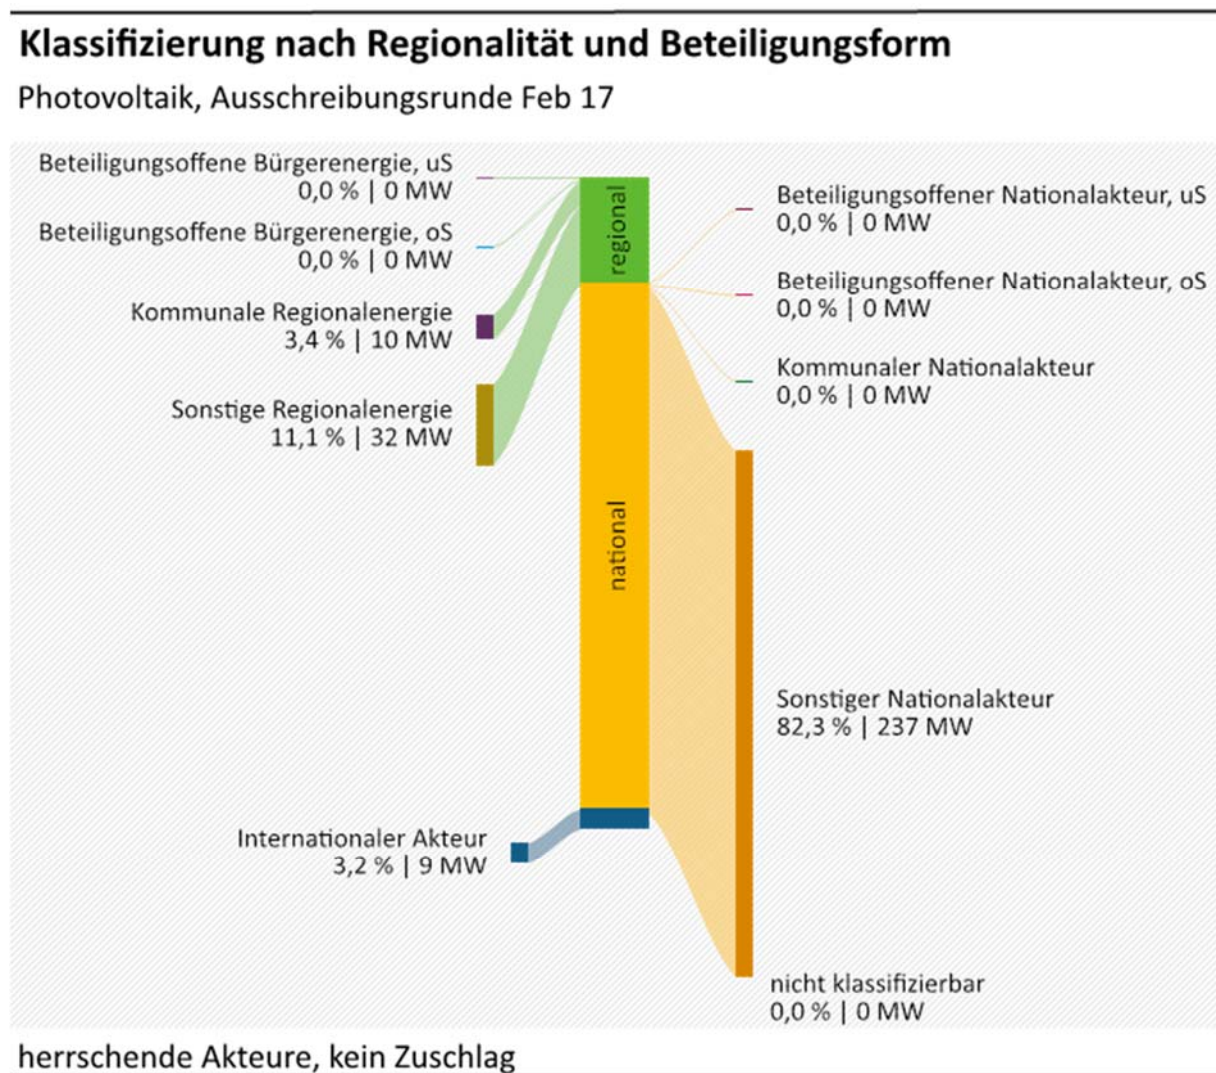 Klassifizierung nach Regionalität und Beteiligungsform
Photovoltaik, Ausschreibungsrunde Feb 17
Beteiligungsoffene Bürgerenergie, uS
0,0 % | 0 MW
Beteiligungsoffene Bürgerenergie, oS
0,0 % | 0 MW
Kommunale Regionalenergie
3,4 % | 10 MW
Sonstige Regionalenergie
11,1 % | 32 MW
regional
national
Internationaler Akteur
3,2 % | 9 MW
Beteiligungsoffener Nationalakteur, uS
0,0 % | 0 MW
Beteiligungsoffener Nationalakteur, oS
0,0 % | 0 MW
Kommunaler Nationalakteur
0,0 % | 0 MW
Sonstiger Nationalakteur
82,3 % | 237 MW
nicht klassifizierbar
0,0 % | 0 MW
herrschende Akteure, kein Zuschlag